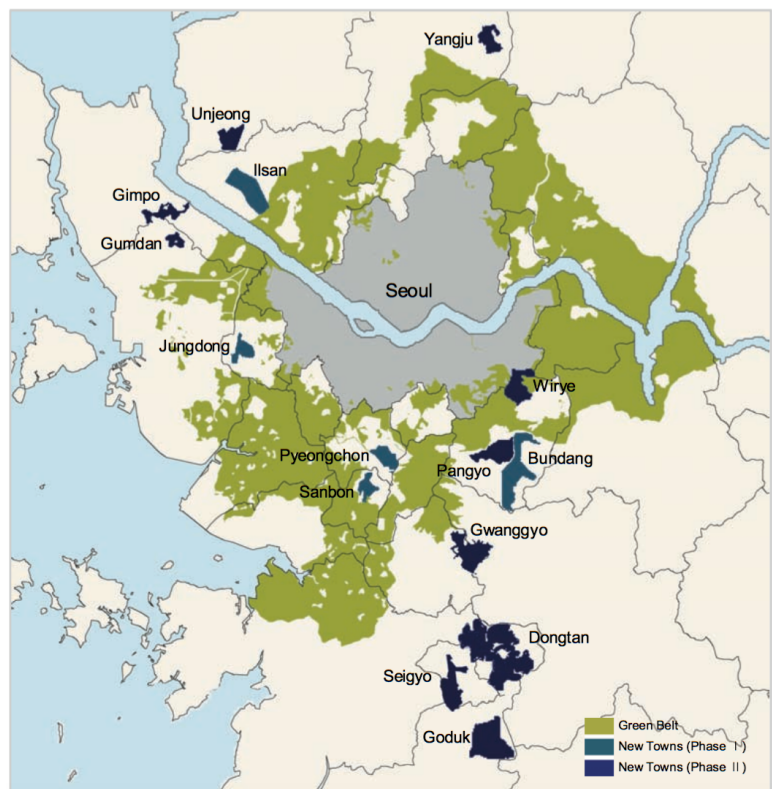 Yangju
Unjeong
Ilsan
Gimpo
Gumdan
Seoul
Jungdong
Wirye
Pyeongchon
Pangyo
Bundang
Sanbon
Gwanggyo
Dongtan
Seigyo
Goduk
Green Belt
New Towns (Phase Ⅰ)
New Towns (Phase Ⅱ)